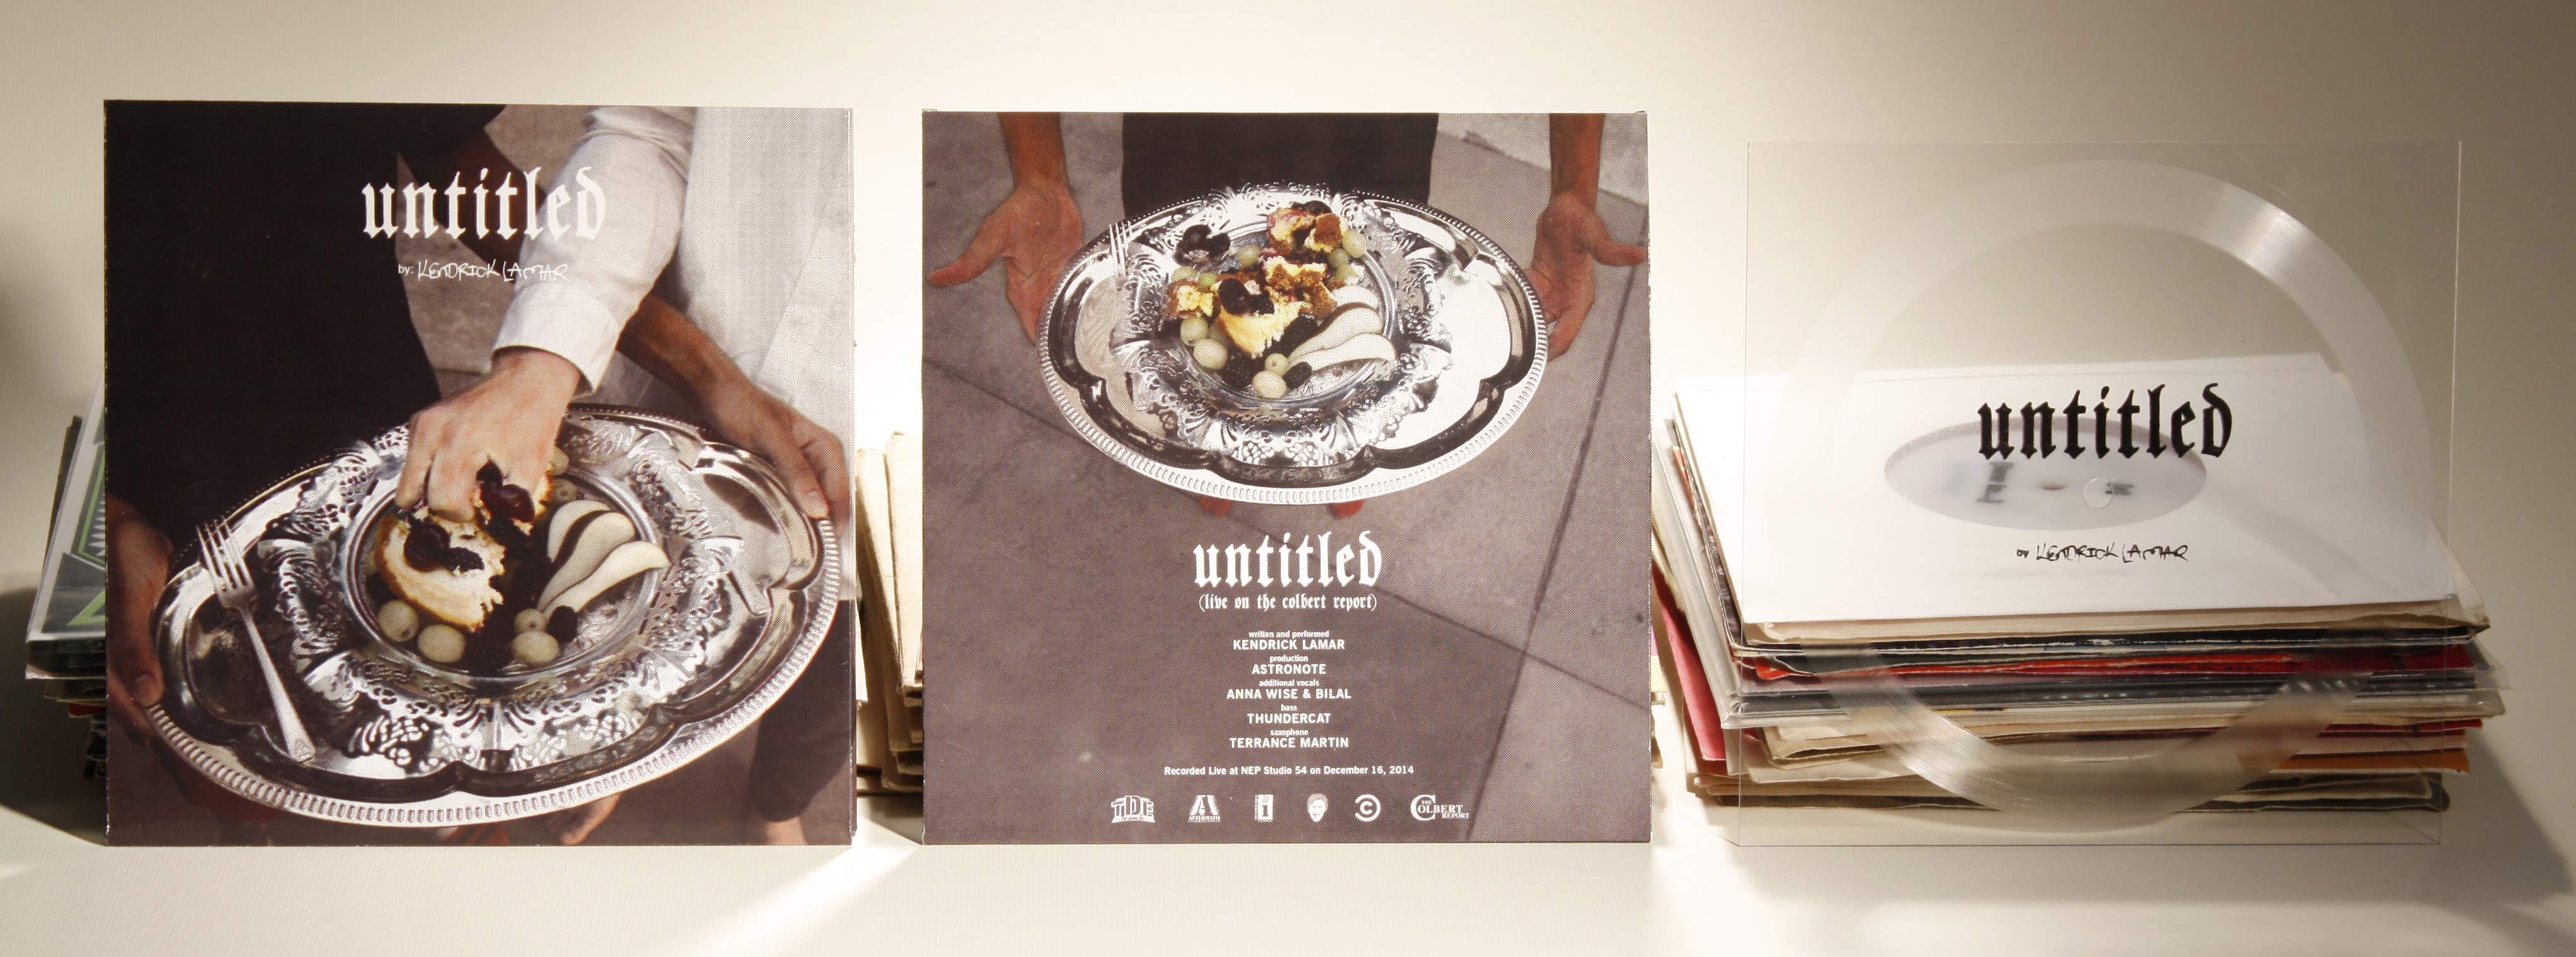 untitled
by: KENDRICK LAMAR
untitled
(live on the colbert report)
written and performed
KENDRICK LAMAR
production
ASTRONOTE
additional vocals
ANNA WISE & BILAL
bass
THUNDERCAT
saxophone
TERRANCE MARTIN
Recorded Live at NEP Studio 54 on December 16, 2014
TDE
AFTERMATH
THE COLBERT REPORT
untitled
by KENDRICK LAMAR